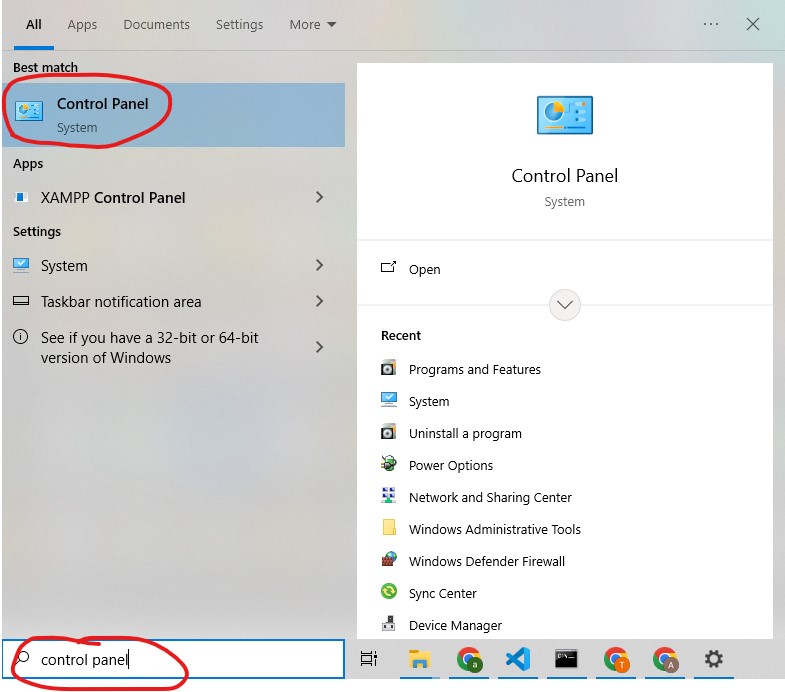 All Apps Documents Settings More
Best match
Control Panel
System
Apps
XAMPP Control Panel
Settings
System
Taskbar notification area
See if you have a 32-bit or 64-bit
version of Windows
control panel
Control Panel
System
Open
Recent
Programs and Features
System
Uninstall a program
Power Options
Network and Sharing Center
Windows Administrative Tools
Windows Defender Firewall
Sync Center
Device Manager
a
T
A